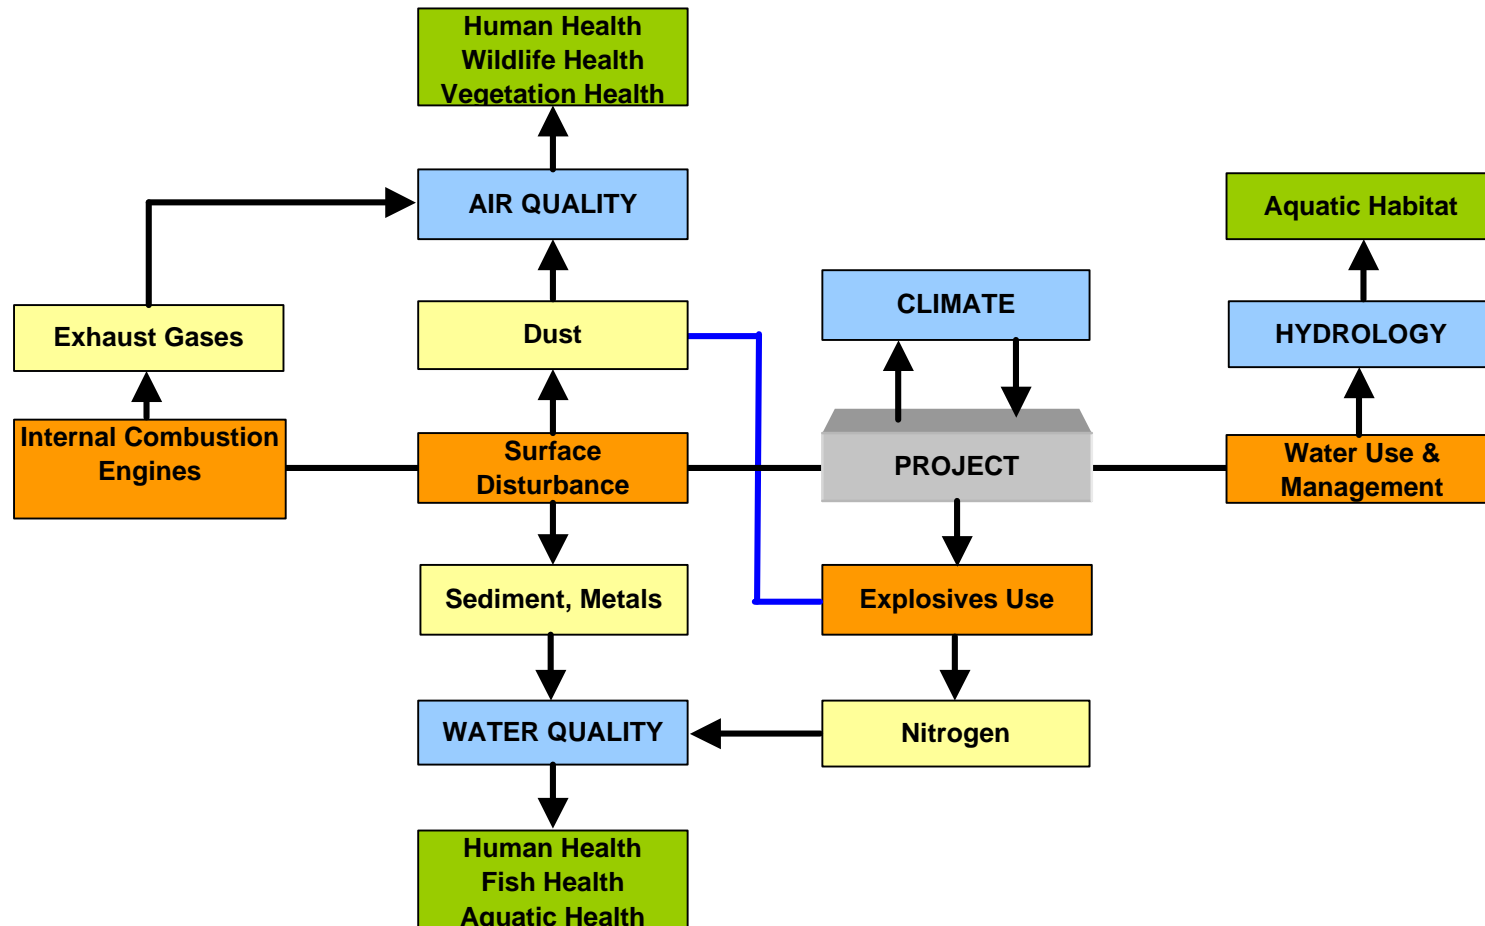 Human Health
Wildlife Health
Vegetation Health
AIR QUALITY
Aquatic Habitat
CLIMATE
Exhaust Gases
Dust
HYDROLOGY
Internal Combustion
Engines
Surface
Disturbance
PROJECT
Water Use &
Management
Sediment, Metals
Explosives Use
WATER QUALITY
Nitrogen
Human Health
Fish Health
Aquatic Health